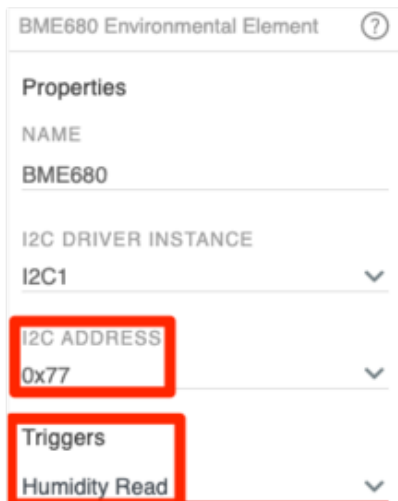 BME680 Environmental Element ?
Properties
NAME
BME680
I2C DRIVER INSTANCE
I2C1
I2C ADDRESS
0x77
Triggers
Humidity Read